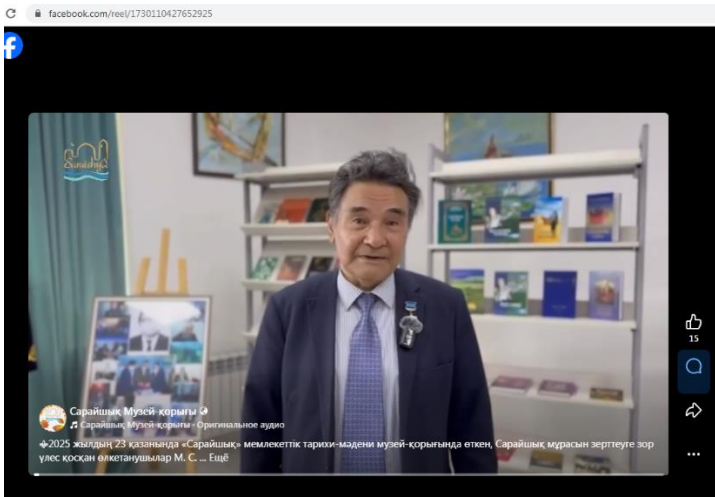 facebook.com/reel/1730110427652925
Saraishyq
Сарайшық Музей-қорығы
Сарайшық Музей-қорығы · Оригинальное аудио
2025 жылдың 23 қазанында «Сарайшық» мемлекеттік тарихи-мәдени музей-қорығында өткен, Сарайшық мұрасын зерттеуге зор
үлес қосқан өлкетанушылар М. С. ... Ещё
15